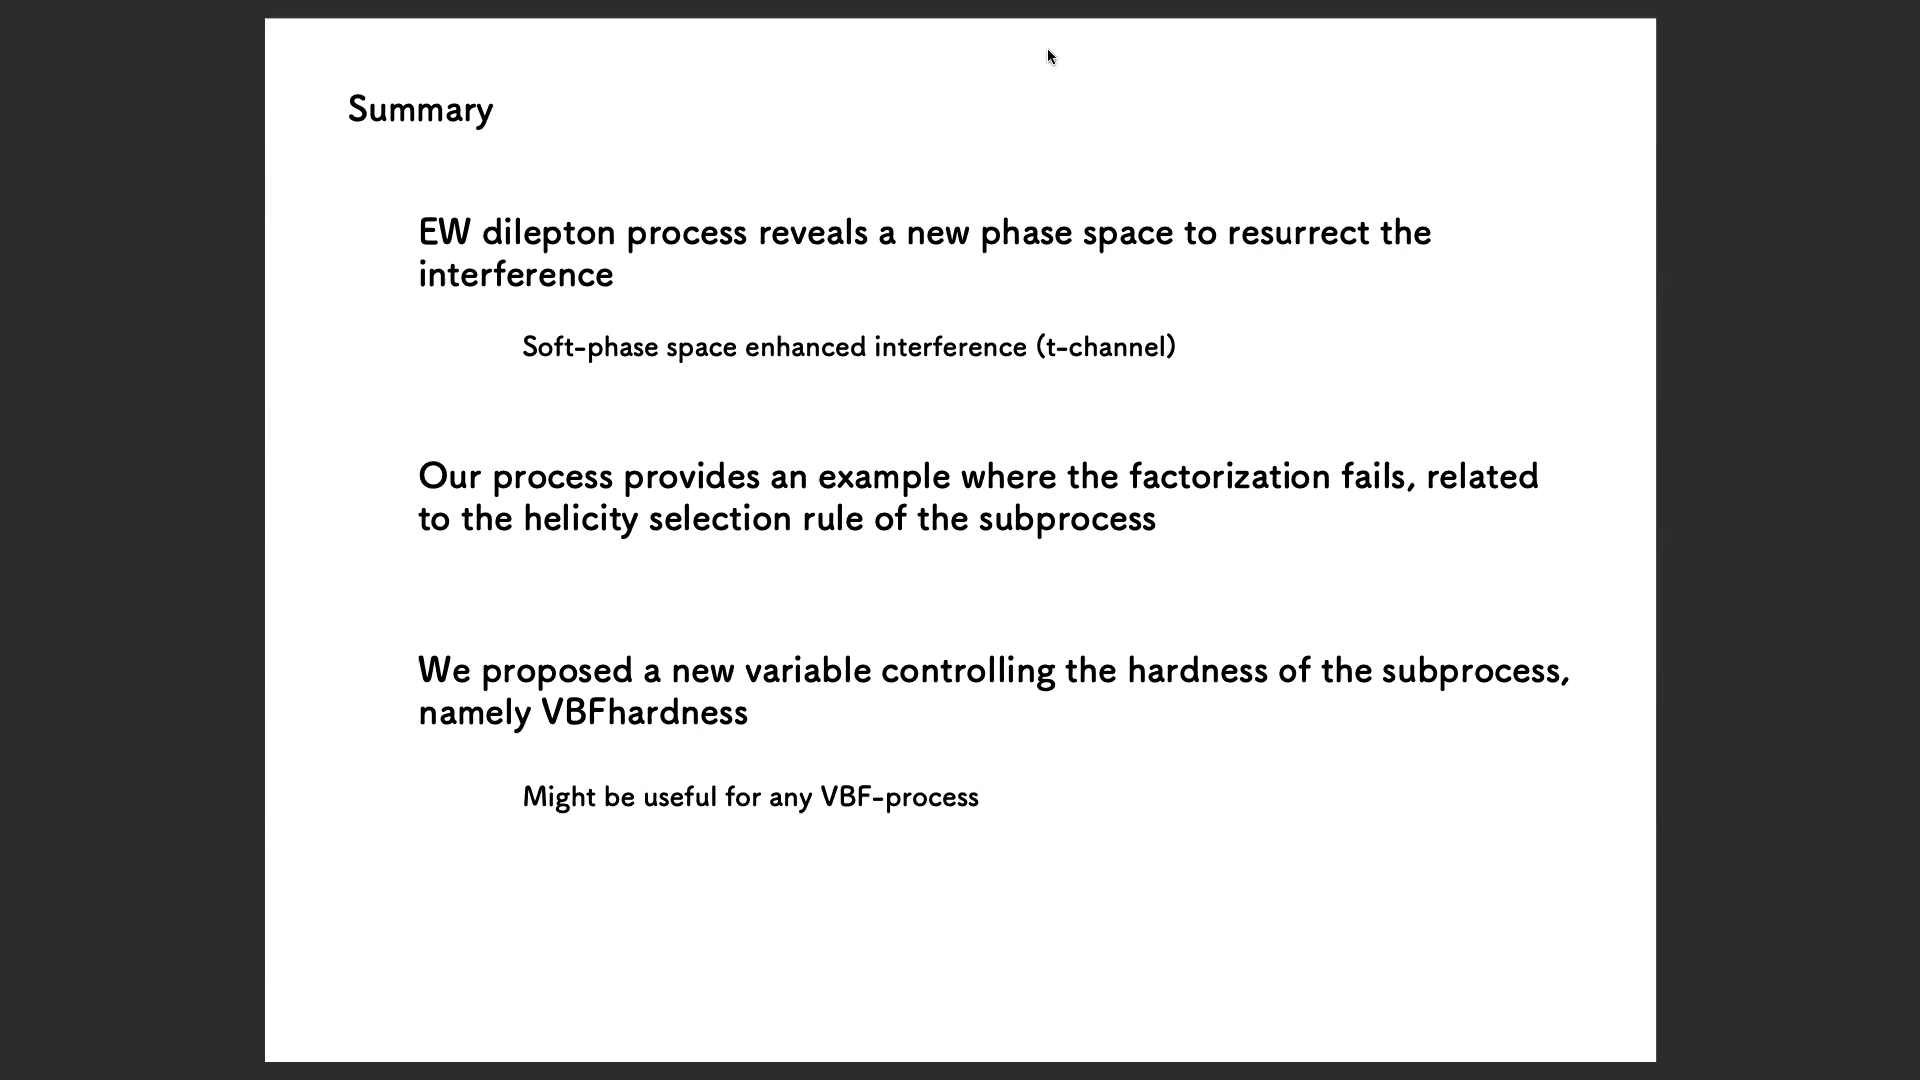 Summary
EW dilepton process reveals a new phase space to resurrect the
interference
Soft-phase space enhanced interference (t-channel)
Our process provides an example where the factorization fails, related
to the helicity selection rule of the subprocess
We proposed a new variable controlling the hardness of the subprocess,
namely VBFhardness
Might be useful for any VBF-process